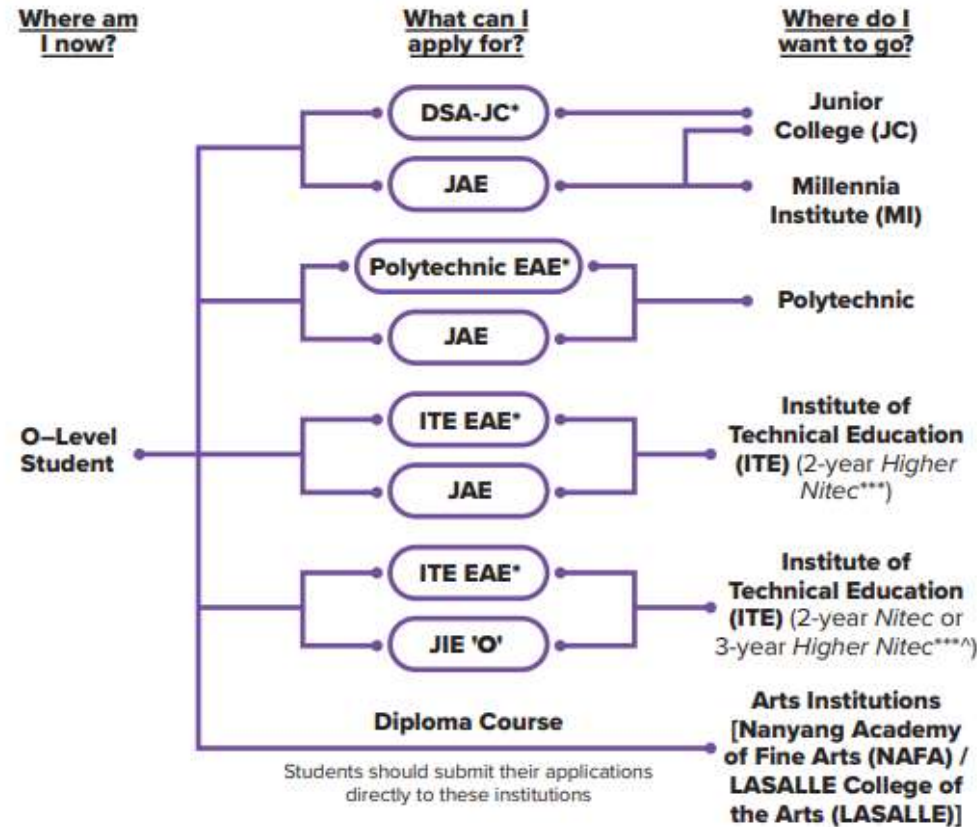 Where am
I now?
What can I
apply for?
Where do I
want to go?
DSA-JC*
JAE
Junior
College (JC)
Millennia
Institute (MI)
Polytechnic EAE*
JAE
Polytechnic
O–Level
Student
ITE EAE*
JAE
Institute of
Technical Education
(ITE) (2-year Higher
Nitec***)
ITE EAE*
JIE 'O'
Institute of
Technical Education
(ITE) (2-year Nitec or
3-year Higher Nitec***^)
Diploma Course
Students should submit their applications
directly to these institutions
Arts Institutions
[Nanyang Academy
of Fine Arts (NAFA) /
LASALLE College of
the Arts (LASALLE)]